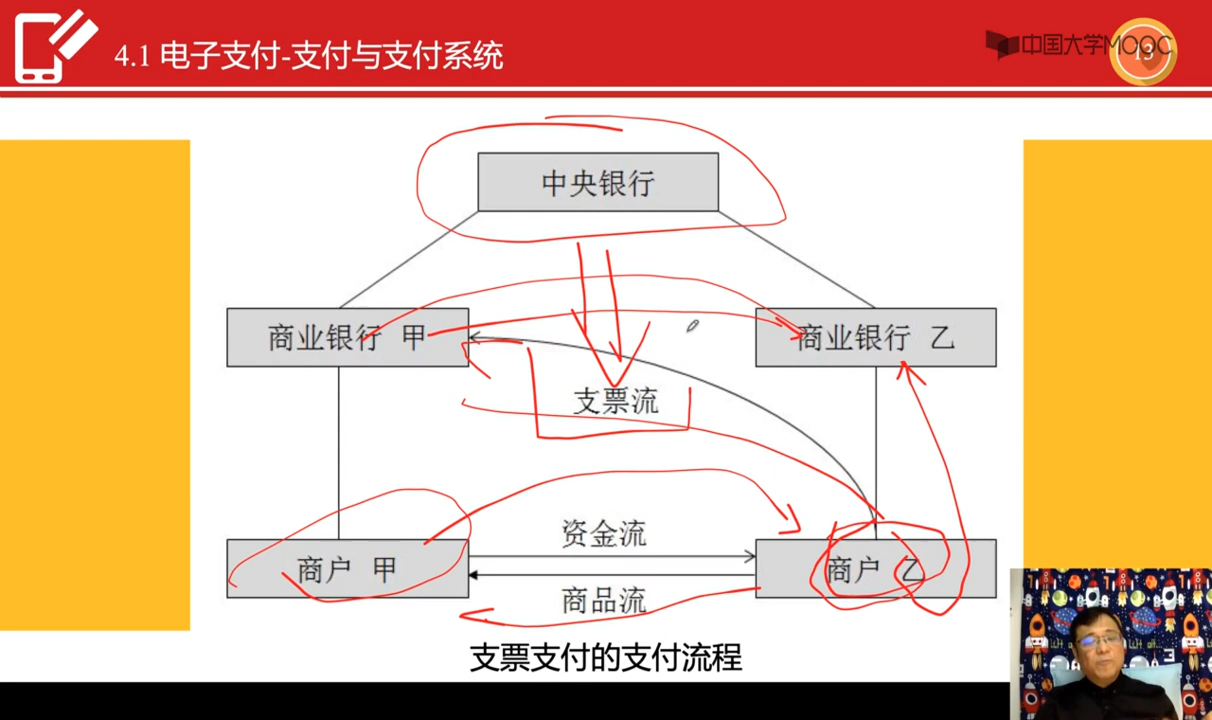 4.1 电子支付-支付与支付系统
中国大学MOOC
13
中央银行
商业银行 甲
商业银行 乙
支票流
资金流
商户 甲
商户 乙
商品流
支票支付的支付流程